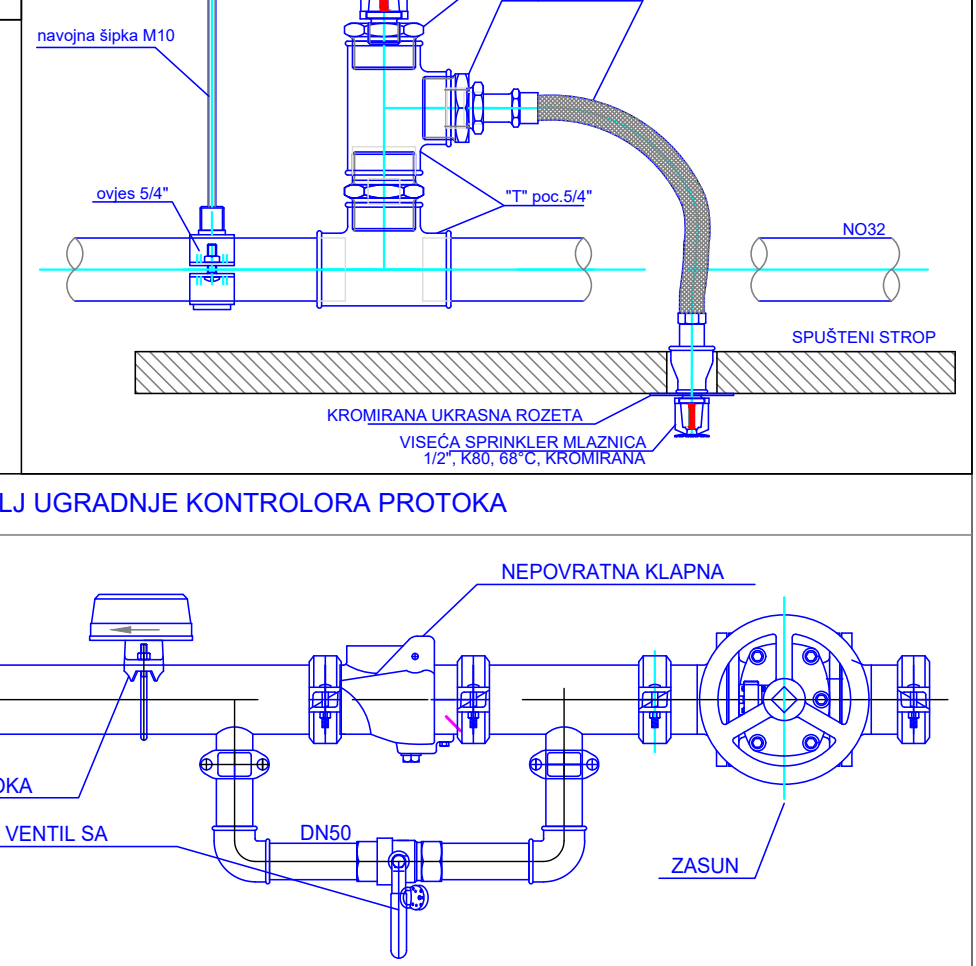 navojna šipka M10
ovjes 5/4"
"T" poc.5/4"
NO32
SPUŠTENI STROP
KROMIRANA UKRASNA ROZETA
VISEĆA SPRINKLER MLAZNICA
1/2", K80, 68°C, KROMIRANA
LJ UGRADNJE KONTROLORA PROTOKA
NEPOVRATNA KLAPNA
OKA
VENTIL SA
DN50
ZASUN